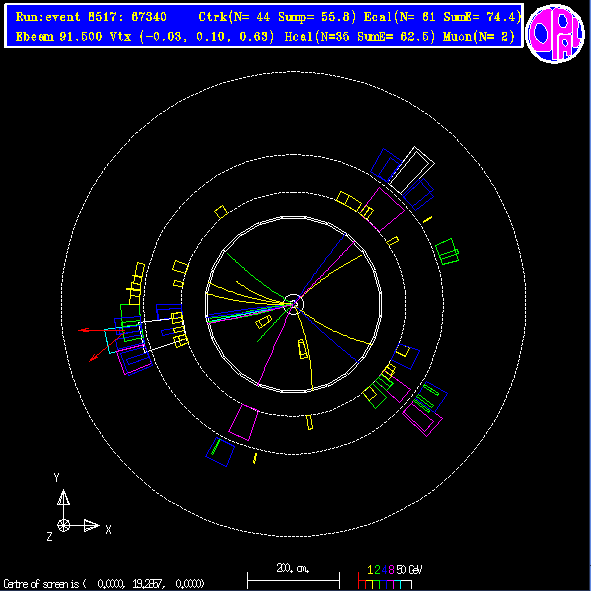 Run:event 8517: 67340 Ctrk(N= 44 Sump= 55.8) Ecal(N= 61 SumE= 74.4)
Ebeam 91.500 Vtx (-0.03, 0.10, 0.63) Hcal(N=35 SumE= 62.5) Muon(N= 2)
OPAL
Y
X
Z
200. cm.
1 2 4 8 50 GeV
Centre of screen is ( 0.0000, 19.2857, 0.0000)